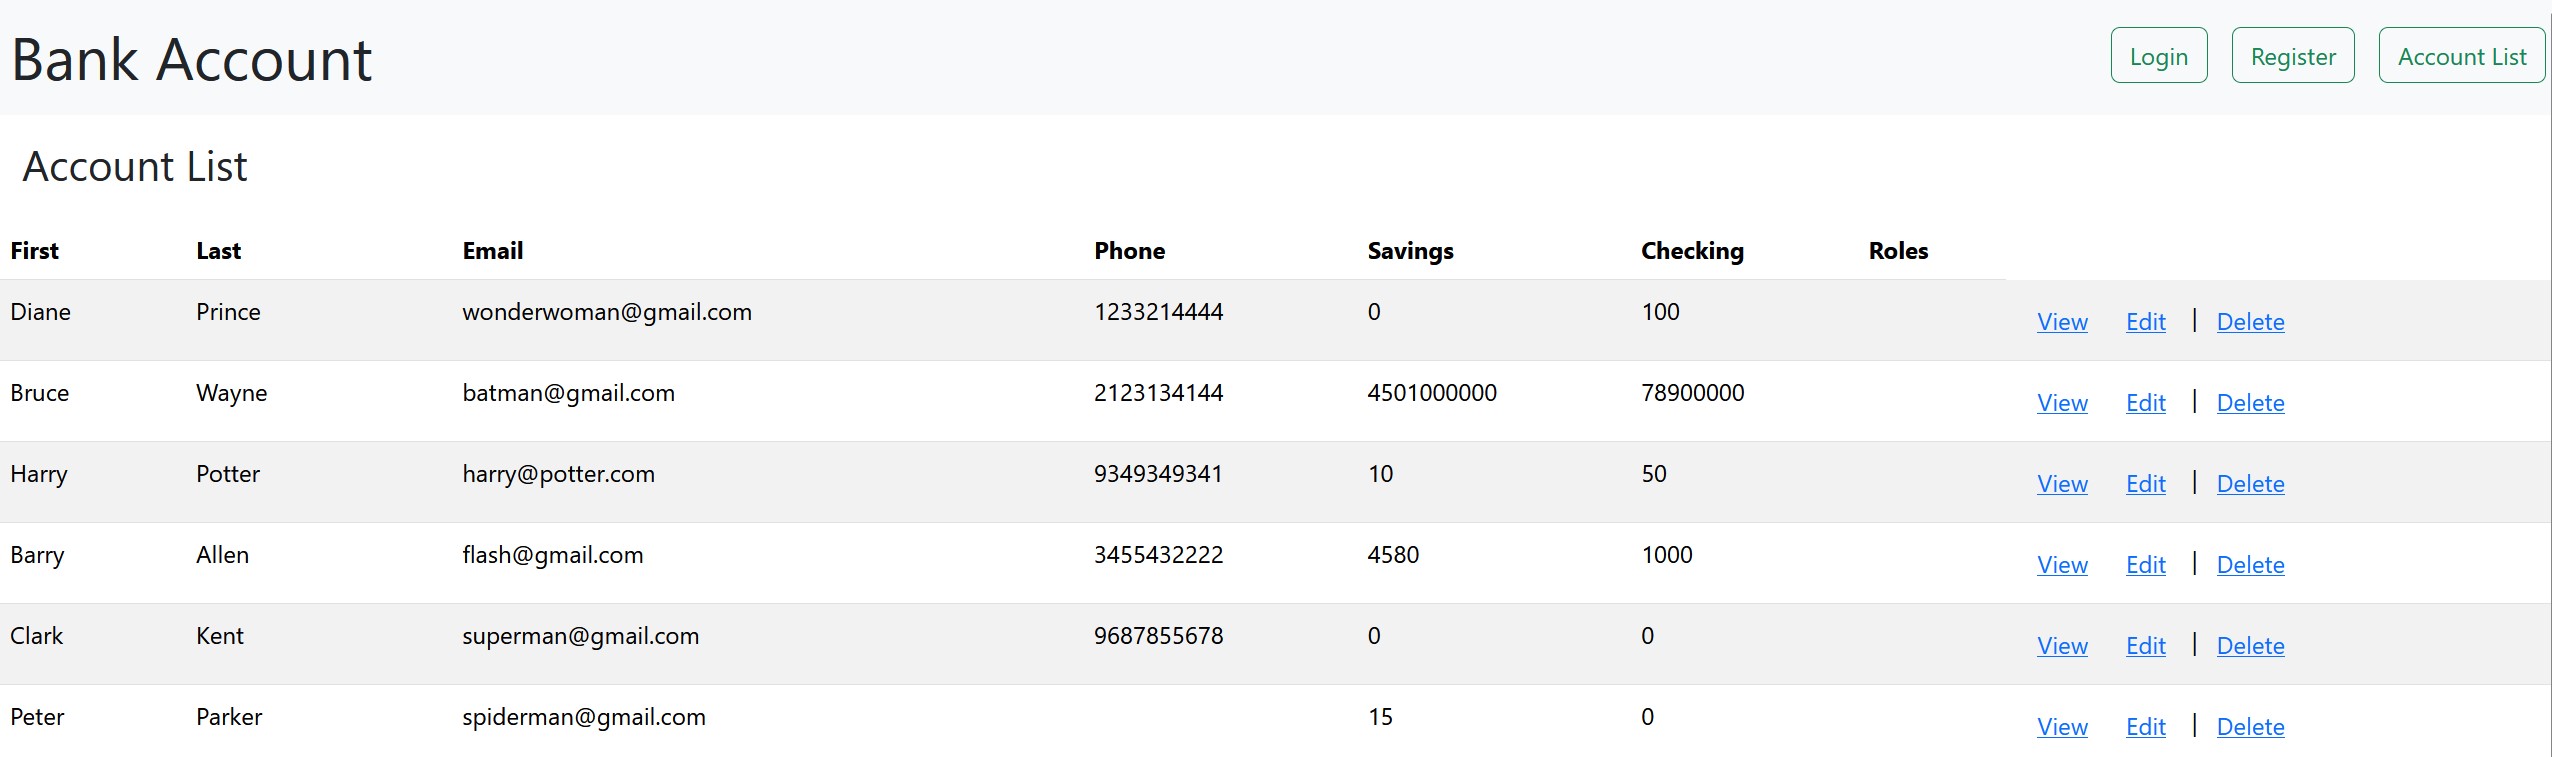 Bank Account Login Register Account List
Account List
First Last Email Phone Savings Checking Roles
Diane Prince wonderwoman@gmail.com 1233214444 0 100 View Edit | Delete
Bruce Wayne batman@gmail.com 2123134144 4501000000 78900000 View Edit | Delete
Harry Potter harry@potter.com 9349349341 10 50 View Edit | Delete
Barry Allen flash@gmail.com 3455432222 4580 1000 View Edit | Delete
Clark Kent superman@gmail.com 9687855678 0 0 View Edit | Delete
Peter Parker spiderman@gmail.com 15 0 View Edit | Delete